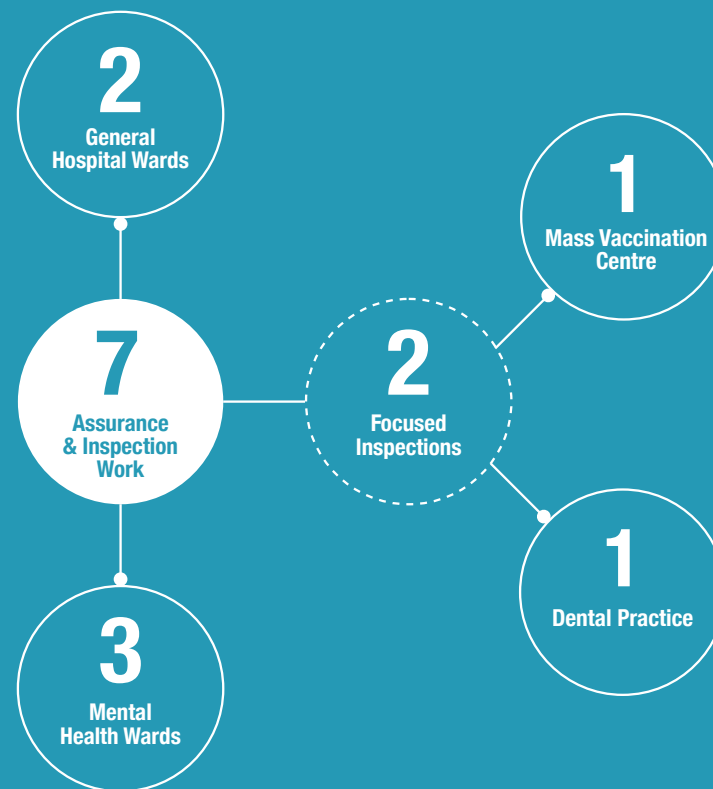 2
General
Hospital Wards
7
Assurance
& Inspection
Work
3
Mental
Health Wards
2
Focused
Inspections
1
Mass Vaccination
Centre
1
Dental Practice